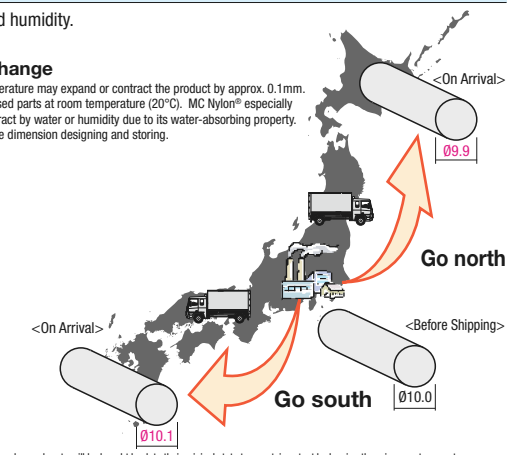 d humidity.
hange
erature may expand or contract the product by approx. 0.1mm.
sed parts at room temperature (20°C). MC Nylon® especially
ract by water or humidity due to its water-absorbing property.
e dimension designing and storing.
<On Arrival>
Ø9.9
Go north
<On Arrival>
<Before Shipping>
Go south
Ø10.0
Ø10.1